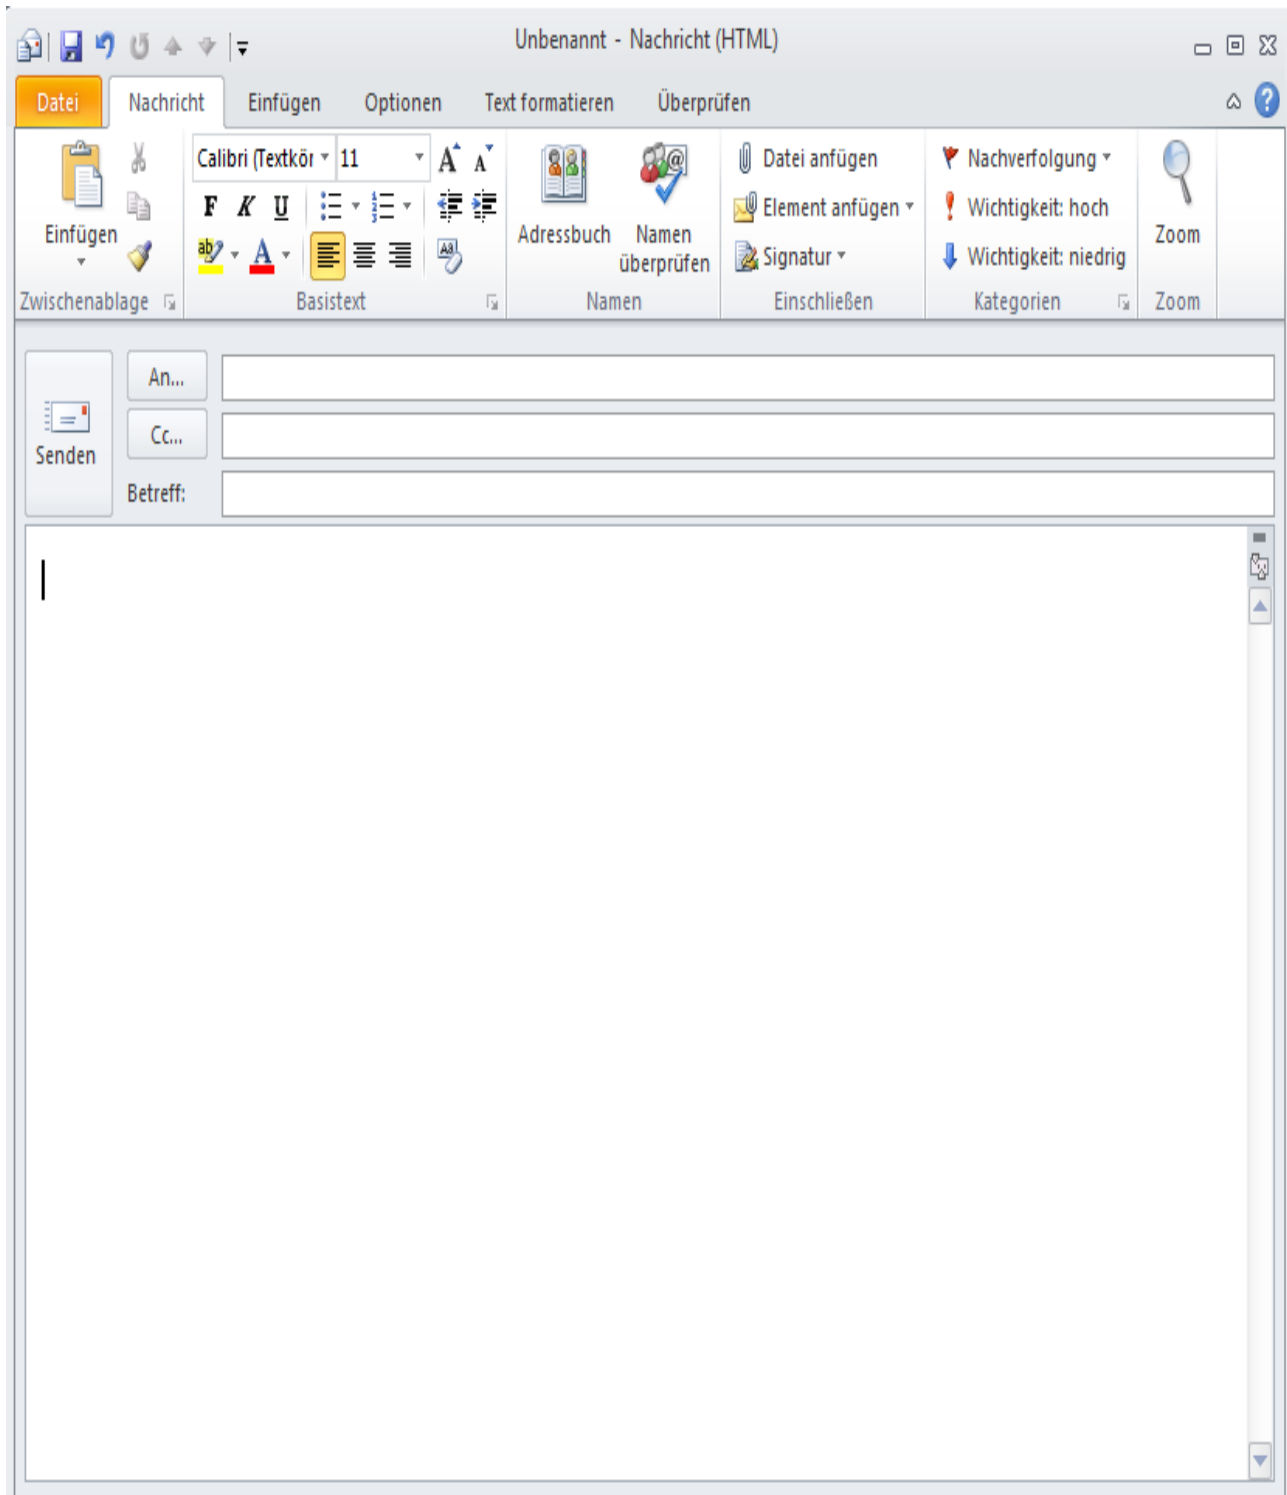 Unbenannt - Nachricht (HTML)
Datei Nachricht Einfügen Optionen Text formatieren Überprüfen
Calibri (Textkör 11 A A Datei anfügen Nachverfolgung
F K U Element anfügen Wichtigkeit: hoch
Einfügen Adressbuch Namen überprüfen Zoom
ab A Aa Signatur Wichtigkeit: niedrig
Zwischenablage Basistext Namen Einschließen Kategorien Zoom
An...
Cc...
Senden
Betreff: